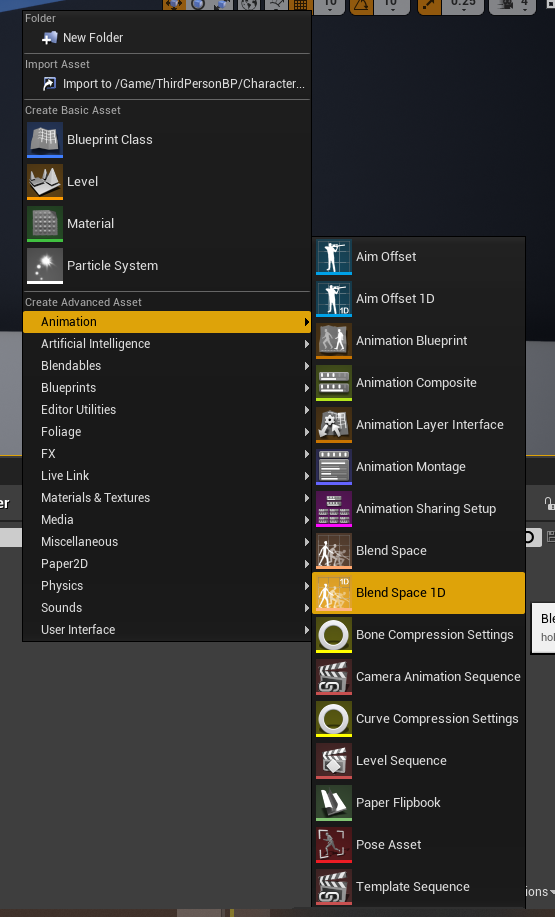 10
10
0.25
4
Folder
New Folder
Import Asset
Import to /Game/ThirdPersonBP/Character...
Create Basic Asset
Blueprint Class
Level
Material
Particle System
Create Advanced Asset
Animation
Artificial Intelligence
Blendables
Blueprints
Editor Utilities
Foliage
FX
Live Link
Materials & Textures
Media
Miscellaneous
Paper2D
Physics
Sounds
User Interface
Aim Offset
1D
Aim Offset 1D
Animation Blueprint
Animation Composite
Animation Layer Interface
Animation Montage
Animation Sharing Setup
Blend Space
1D
Blend Space 1D
Bone Compression Settings
Camera Animation Sequence
Curve Compression Settings
Level Sequence
Paper Flipbook
Pose Asset
Template Sequence
er
Ble
hol
ions